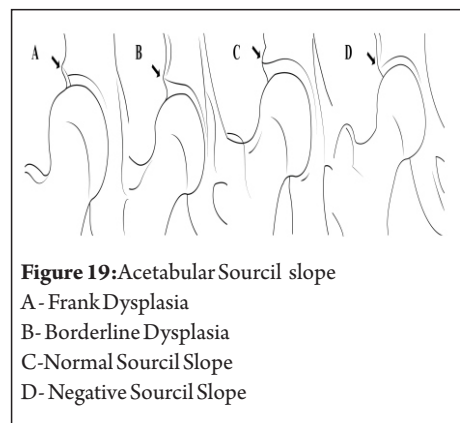 A B C D
Figure 19:Acetabular Sourcil slope
A - Frank Dysplasia
B- Borderline Dysplasia
C-Normal Sourcil Slope
D- Negative Sourcil Slope